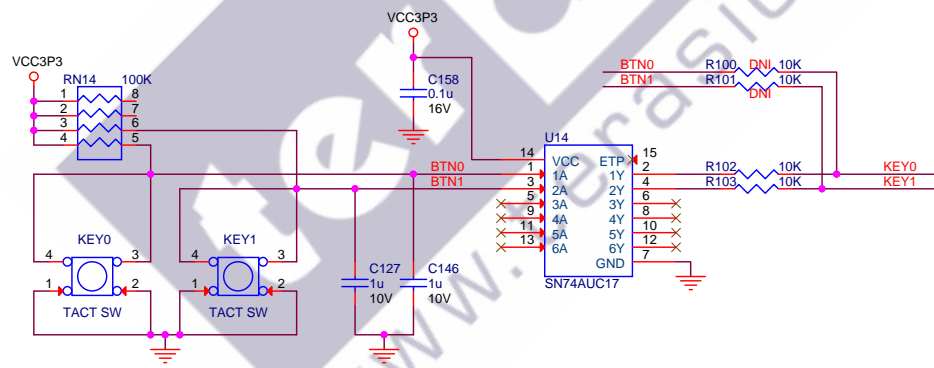 VCC3P3
VCC3P3
RN14 100K
1 8
2 7
3 6
4 5
C158
0.1u
16V
BTN0 R100 DNI 10K
BTN1 R101 10K
DNI
U14
14 VCC ETP 15
BTN0 1 1A 1Y 2 R102 10K KEY0
BTN1 3 2A 2Y 4 R103 10K KEY1
5 3A 3Y 6
9 4A 4Y 8
11 5A 5Y 10
13 6A 6Y 12
GND 7
SN74AUC17
KEY0 KEY1
4 3 4 3
1 2 1 2
TACT SW TACT SW
C127 C146
1u 1u
10V 10V
www.terasic